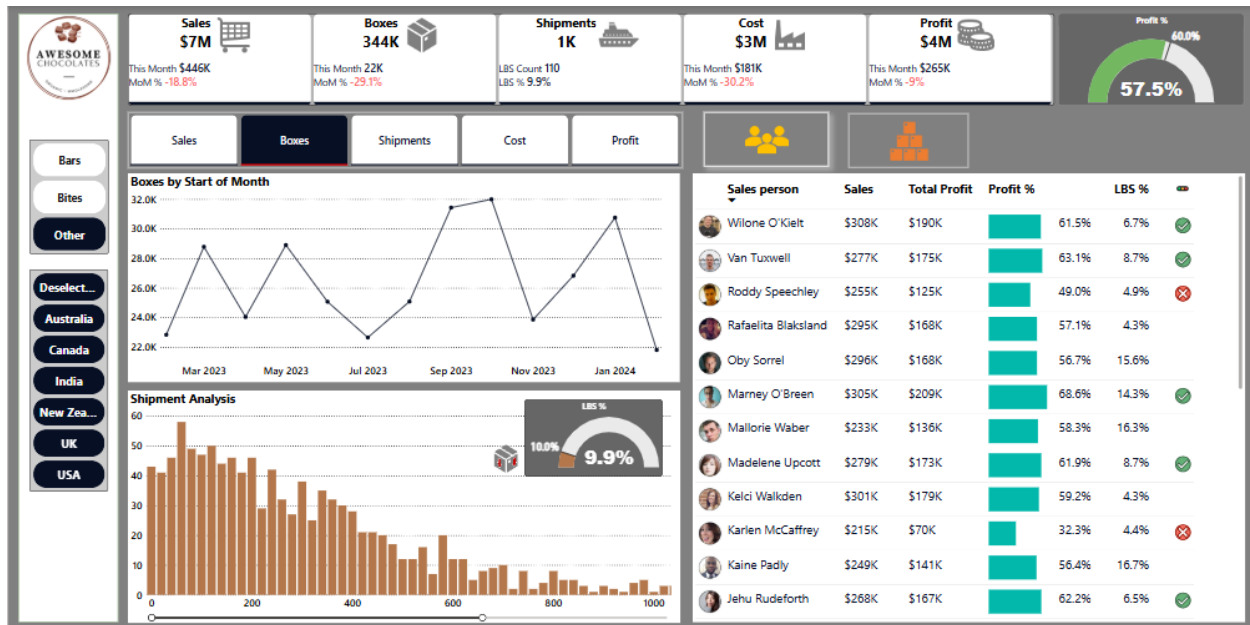 AWESOME
CHOCOLATES
Sales
$7M
This Month $446K
MoM % -18.8%
Boxes
344K
This Month 22K
MoM % -29.1%
Shipments
1K
LBS Count 110
LBS % 9.9%
Cost
$3M
This Month $181K
MoM % -30.2%
Profit
$4M
This Month $265K
MoM % -9%
Profit %
60.0%
57.5%
Bars
Bites
Other
Deselect...
Australia
Canada
India
New Zea...
UK
USA
Sales Boxes Shipments Cost Profit
Boxes by Start of Month
32.0K
30.0K
28.0K
26.0K
24.0K
22.0K
Mar 2023 May 2023 Jul 2023 Sep 2023 Nov 2023 Jan 2024
Shipment Analysis
60
50
40
30
20
10
0
0 200 400 600 800 1000
LBS %
10.0%
9.9%
Sales person Sales Total Profit Profit % LBS %
Wilone O'Kielt $308K $190K 61.5% 6.7%
Van Tuxwell $277K $175K 63.1% 8.7%
Roddy Speechley $255K $125K 49.0% 4.9%
Rafaelita Blaksland $295K $168K 57.1% 4.3%
Oby Sorrel $296K $168K 56.7% 15.6%
Marney O'Breen $305K $209K 68.6% 14.3%
Mallorie Waber $233K $136K 58.3% 16.3%
Madelene Upcott $279K $173K 61.9% 8.7%
Kelci Walkden $301K $179K 59.2% 4.3%
Karlen McCaffrey $215K $70K 32.3% 4.4%
Kaine Padly $249K $141K 56.4% 16.7%
Jehu Rudeforth $268K $167K 62.2% 6.5%